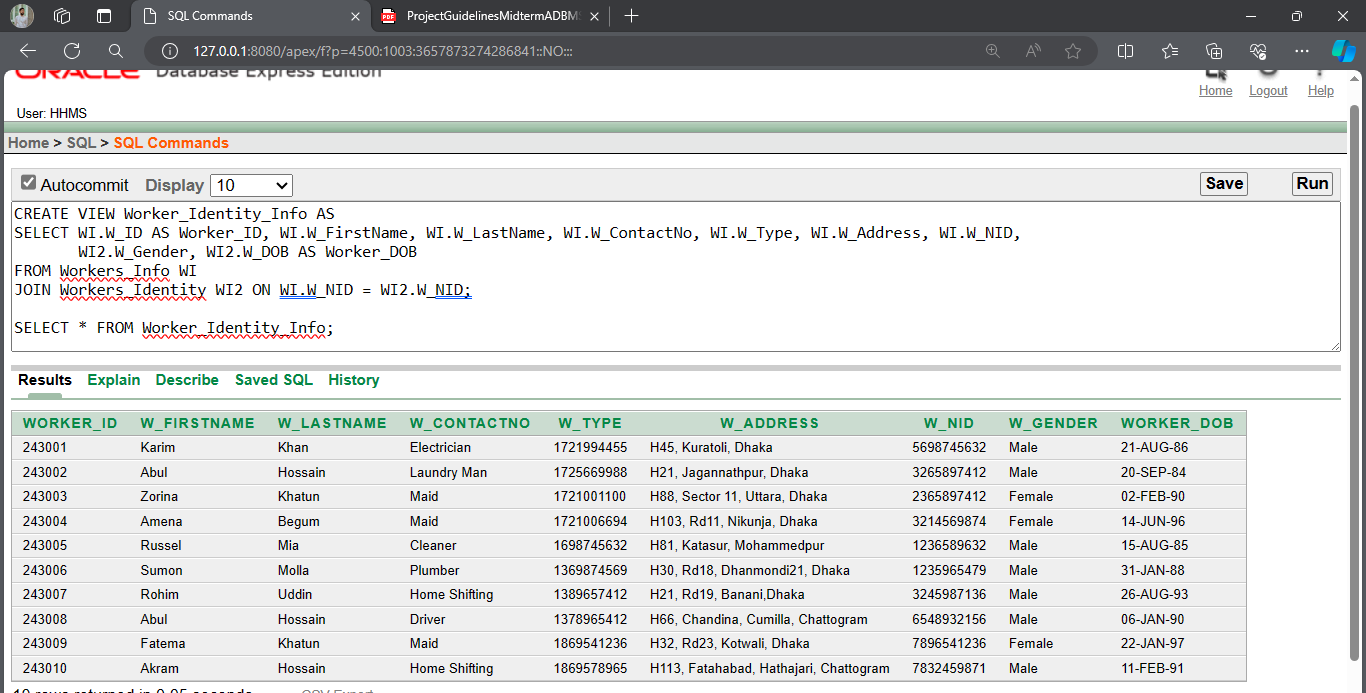 SQL Commands
ProjectGuidelinesMidtermADBMS
127.0.0.1:8080/apex/f?p=4500:1003:3657873274286841::NO:::
ORACLE Database Express Edition
Home Logout Help
User: HHMS
Home > SQL > SQL Commands
Autocommit Display 10 Save Run
CREATE VIEW Worker_Identity_Info AS
SELECT WI.W_ID AS Worker_ID, WI.W_FirstName, WI.W_LastName, WI.W_ContactNo, WI.W_Type, WI.W_Address, WI.W_NID,
WI2.W_Gender, WI2.W_DOB AS Worker_DOB
FROM Workers_Info WI
JOIN Workers_Identity WI2 ON WI.W_NID = WI2.W_NID;
SELECT * FROM Worker_Identity_Info;
Results Explain Describe Saved SQL History
WORKER_ID W_FIRSTNAME W_LASTNAME W_CONTACTNO W_TYPE W_ADDRESS W_NID W_GENDER WORKER_DOB
243001 Karim Khan Electrician 1721994455 H45, Kuratoli, Dhaka 5698745632 Male 21-AUG-86
243002 Abul Hossain Laundry Man 1725669988 H21, Jagannathpur, Dhaka 3265897412 Male 20-SEP-84
243003 Zorina Khatun Maid 1721001100 H88, Sector 11, Uttara, Dhaka 2365897412 Female 02-FEB-90
243004 Amena Begum Maid 1721006694 H103, Rd11, Nikunja, Dhaka 3214569874 Female 14-JUN-96
243005 Russel Mia Cleaner 1698745632 H81, Katasur, Mohammedpur 1236589632 Male 15-AUG-85
243006 Sumon Molla Plumber 1369874569 H30, Rd18, Dhanmondi21, Dhaka 1235965479 Male 31-JAN-88
243007 Rohim Uddin Home Shifting 1389657412 H21, Rd19, Banani,Dhaka 3245987136 Male 26-AUG-93
243008 Abul Hossain Driver 1378965412 H66, Chandina, Cumilla, Chattogram 6548932156 Male 06-JAN-90
243009 Fatema Khatun Maid 1869541236 H32, Rd23, Kotwali, Dhaka 7896541236 Female 22-JAN-97
243010 Akram Hossain Home Shifting 1869578965 H113, Fatahabad, Hathajari, Chattogram 7832459871 Male 11-FEB-91
10 rows returned in 0.05 seconds CSV Export